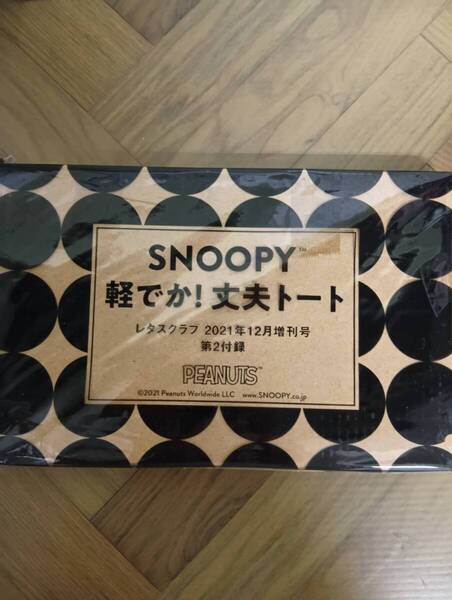 SNOOPY™
軽でか!丈夫トート
レタスクラブ 2021年12月増刊号
第2付録
PEANUTS™
©2021 Peanuts Worldwide LLC www.SNOOPY.co.jp